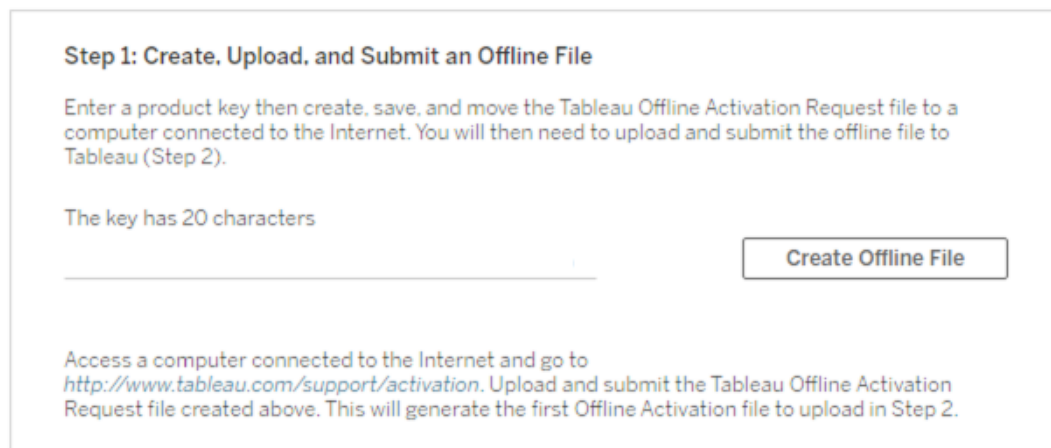 Step 1: Create, Upload, and Submit an Offline File
Enter a product key then create, save, and move the Tableau Offline Activation Request file to a
computer connected to the Internet. You will then need to upload and submit the offline file to
Tableau (Step 2).
The key has 20 characters
Create Offline File
Access a computer connected to the Internet and go to
http://www.tableau.com/support/activation. Upload and submit the Tableau Offline Activation
Request file created above. This will generate the first Offline Activation file to upload in Step 2.